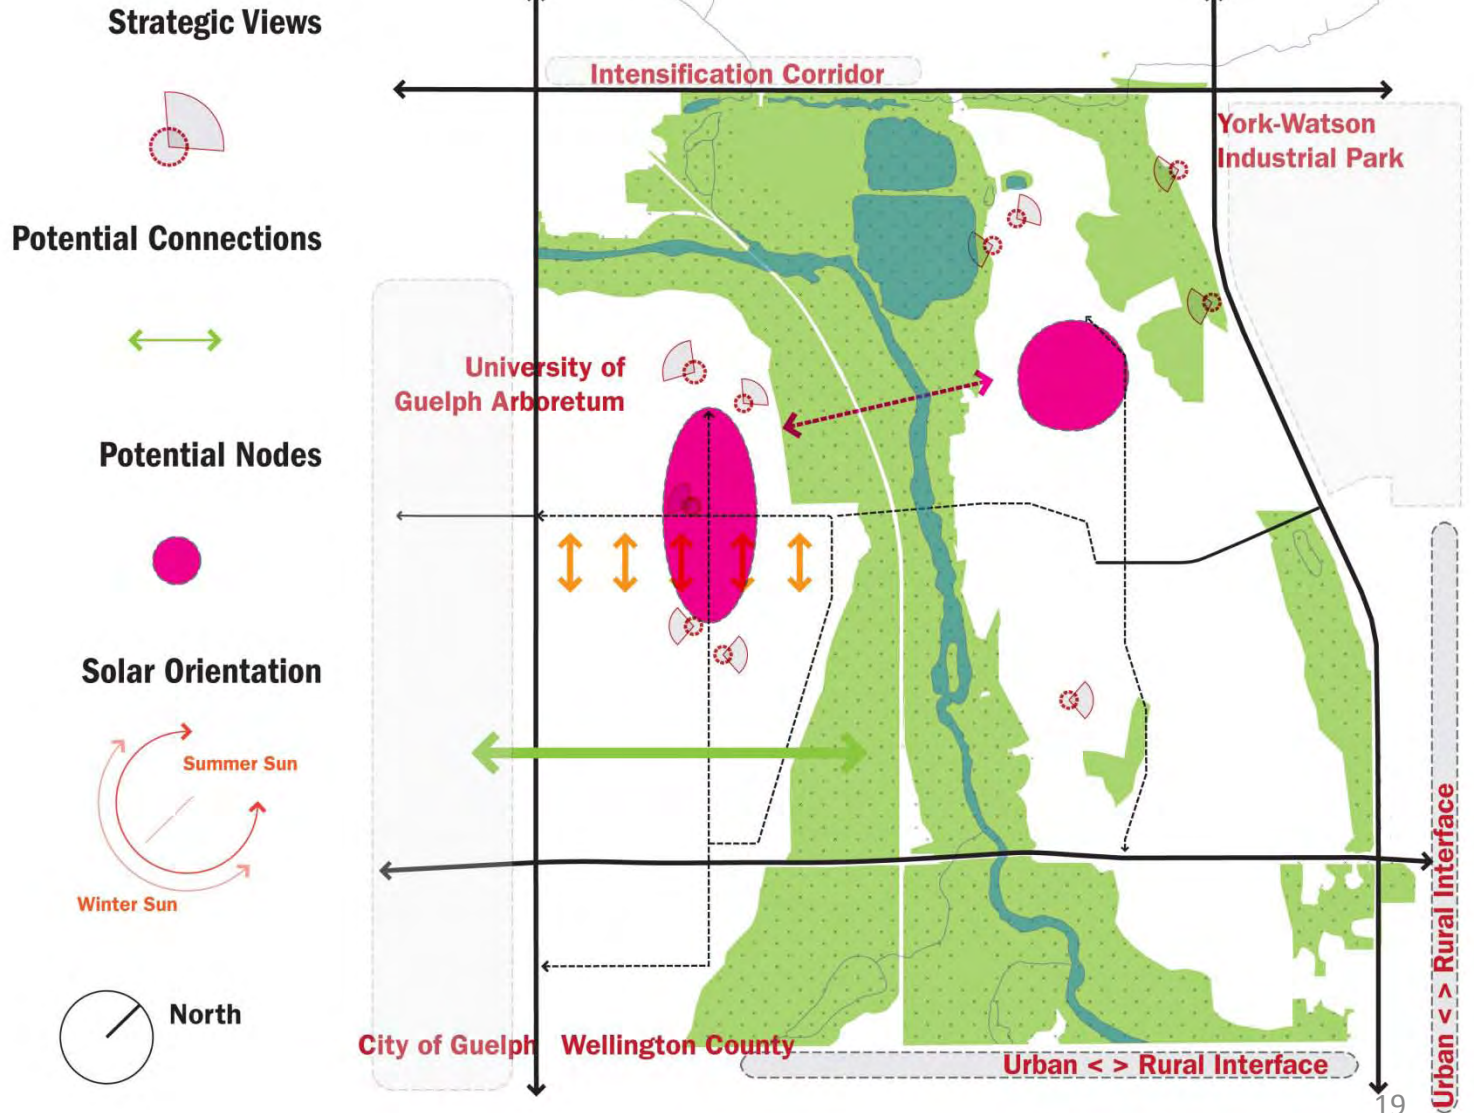 Strategic Views
Potential Connections
Potential Nodes
Solar Orientation
Summer Sun
Winter Sun
North
Intensification Corridor
York-Watson
Industrial Park
University of
Guelph Arboretum
City of Guelph
Wellington County
Urban < > Rural Interface
Urban < > Rural Interface
19